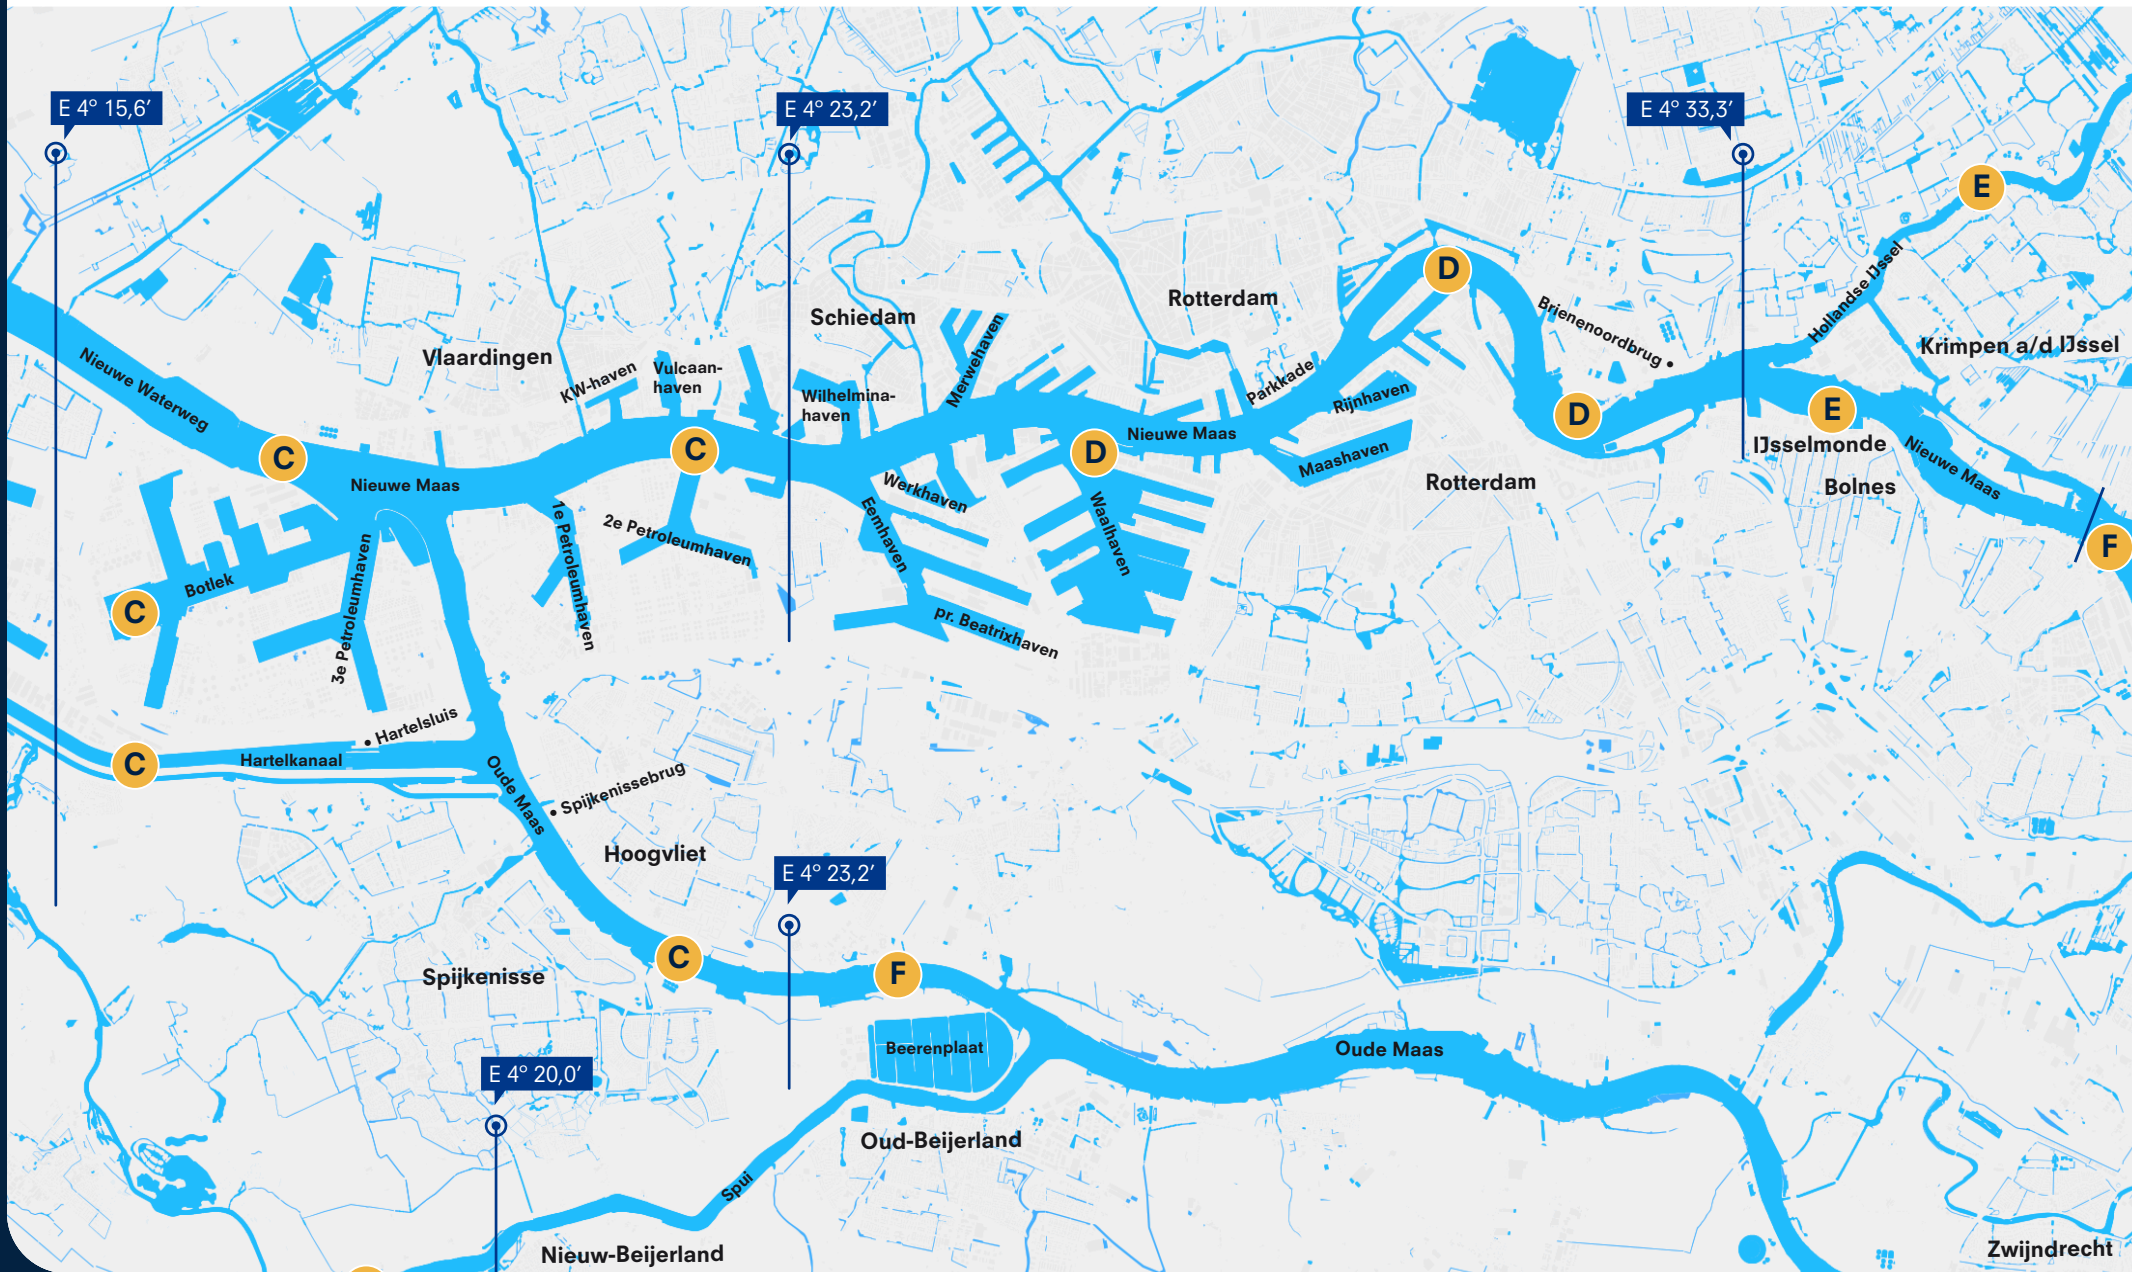 E 4° 15,6′
E 4° 23,2′
E 4° 33,3′
E
Hollandse IJssel
D
Rotterdam
Brienenoordbrug
Schiedam
Krimpen a/d IJssel
Vlaardingen
Nieuwe Waterweg
KW-haven
Vulcaan-
haven
Merwehaven
Wilhelmina-
haven
Parkkade
Rijnhaven
D
E
C
C
D
Nieuwe Maas
IJsselmonde
Maashaven
Nieuwe Maas
Nieuwe Maas
Rotterdam
Bolnes
Werkhaven
Eemhaven
Waalhaven
1e Petroleumhaven
2e Petroleumhaven
F
Botlek
C
3e Petroleumhaven
pr. Beatrixhaven
Hartelsluis
C
Hartelkanaal
Oude Maas
Spijkenissebrug
Hoogvliet
E 4° 23,2′
C
F
Spijkenisse
Beerenplaat
Oude Maas
E 4° 20,0′
Oud-Beijerland
Spui
Nieuw-Beijerland
Zwijndrecht